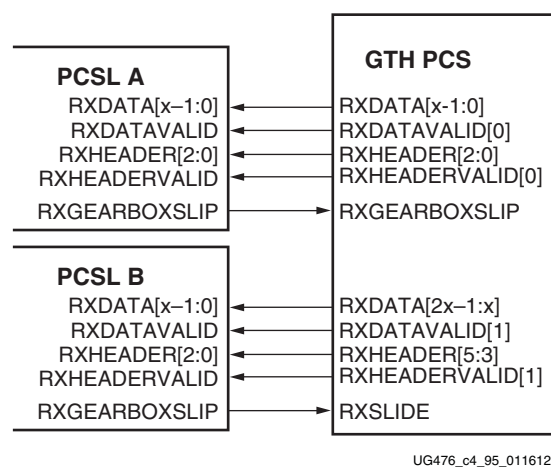 PCSL A
RXDATA[x–1:0]
RXDATAVALID
RXHEADER[2:0]
RXHEADERVALID
RXGEARBOXSLIP
PCSL B
RXDATA[x–1:0]
RXDATAVALID
RXHEADER[2:0]
RXHEADERVALID
RXGEARBOXSLIP
GTH PCS
RXDATA[x-1:0]
RXDATAVALID[0]
RXHEADER[2:0]
RXHEADERVALID[0]
RXGEARBOXSLIP
RXDATA[2x–1:x]
RXDATAVALID[1]
RXHEADER[5:3]
RXHEADERVALID[1]
RXSLIDE
UG476_c4_95_011612